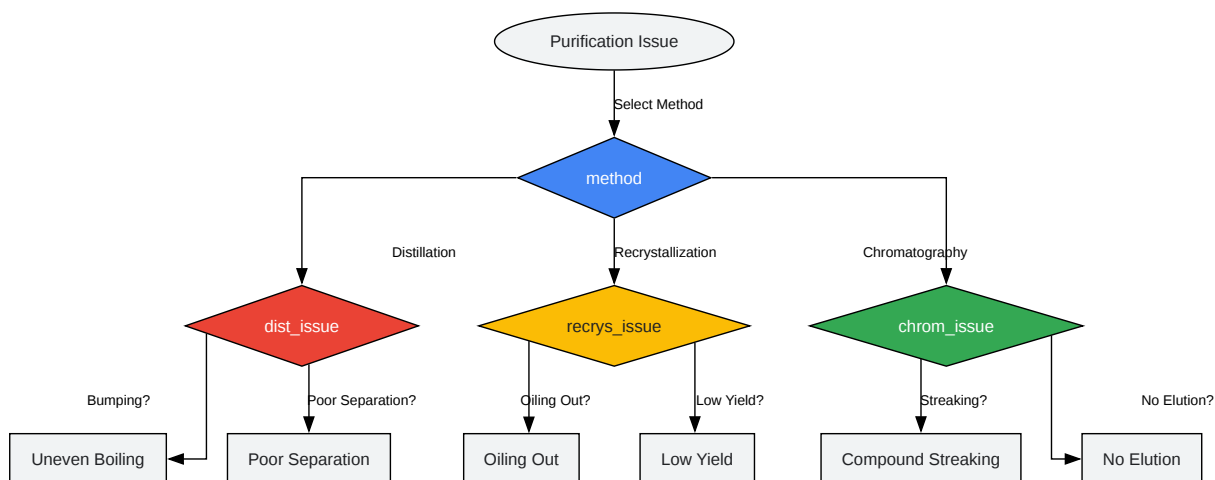 Purification Issue
Select Method
method
Distillation
Recrystallization
Chromatography
dist_issue
recrys_issue
chrom_issue
Bumping?
Poor Separation?
Oiling Out?
Low Yield?
Streaking?
No Elution?
Uneven Boiling
Poor Separation
Oiling Out
Low Yield
Compound Streaking
No Elution